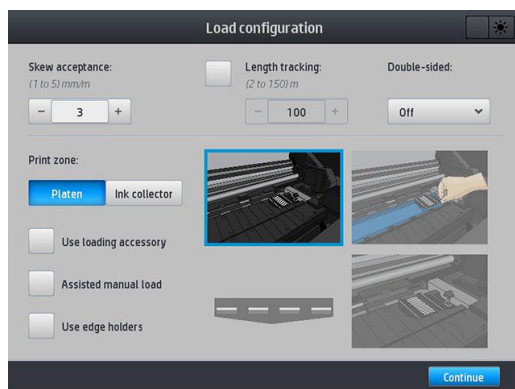 Load configuration
Skew acceptance:
(1 to 5) mm/m
- 3 +
Length tracking:
(2 to 150) m
- 100 +
Double-sided:
Off
Print zone:
Platen
Ink collector
Use loading accessory
Assisted manual load
Use edge holders
Continue